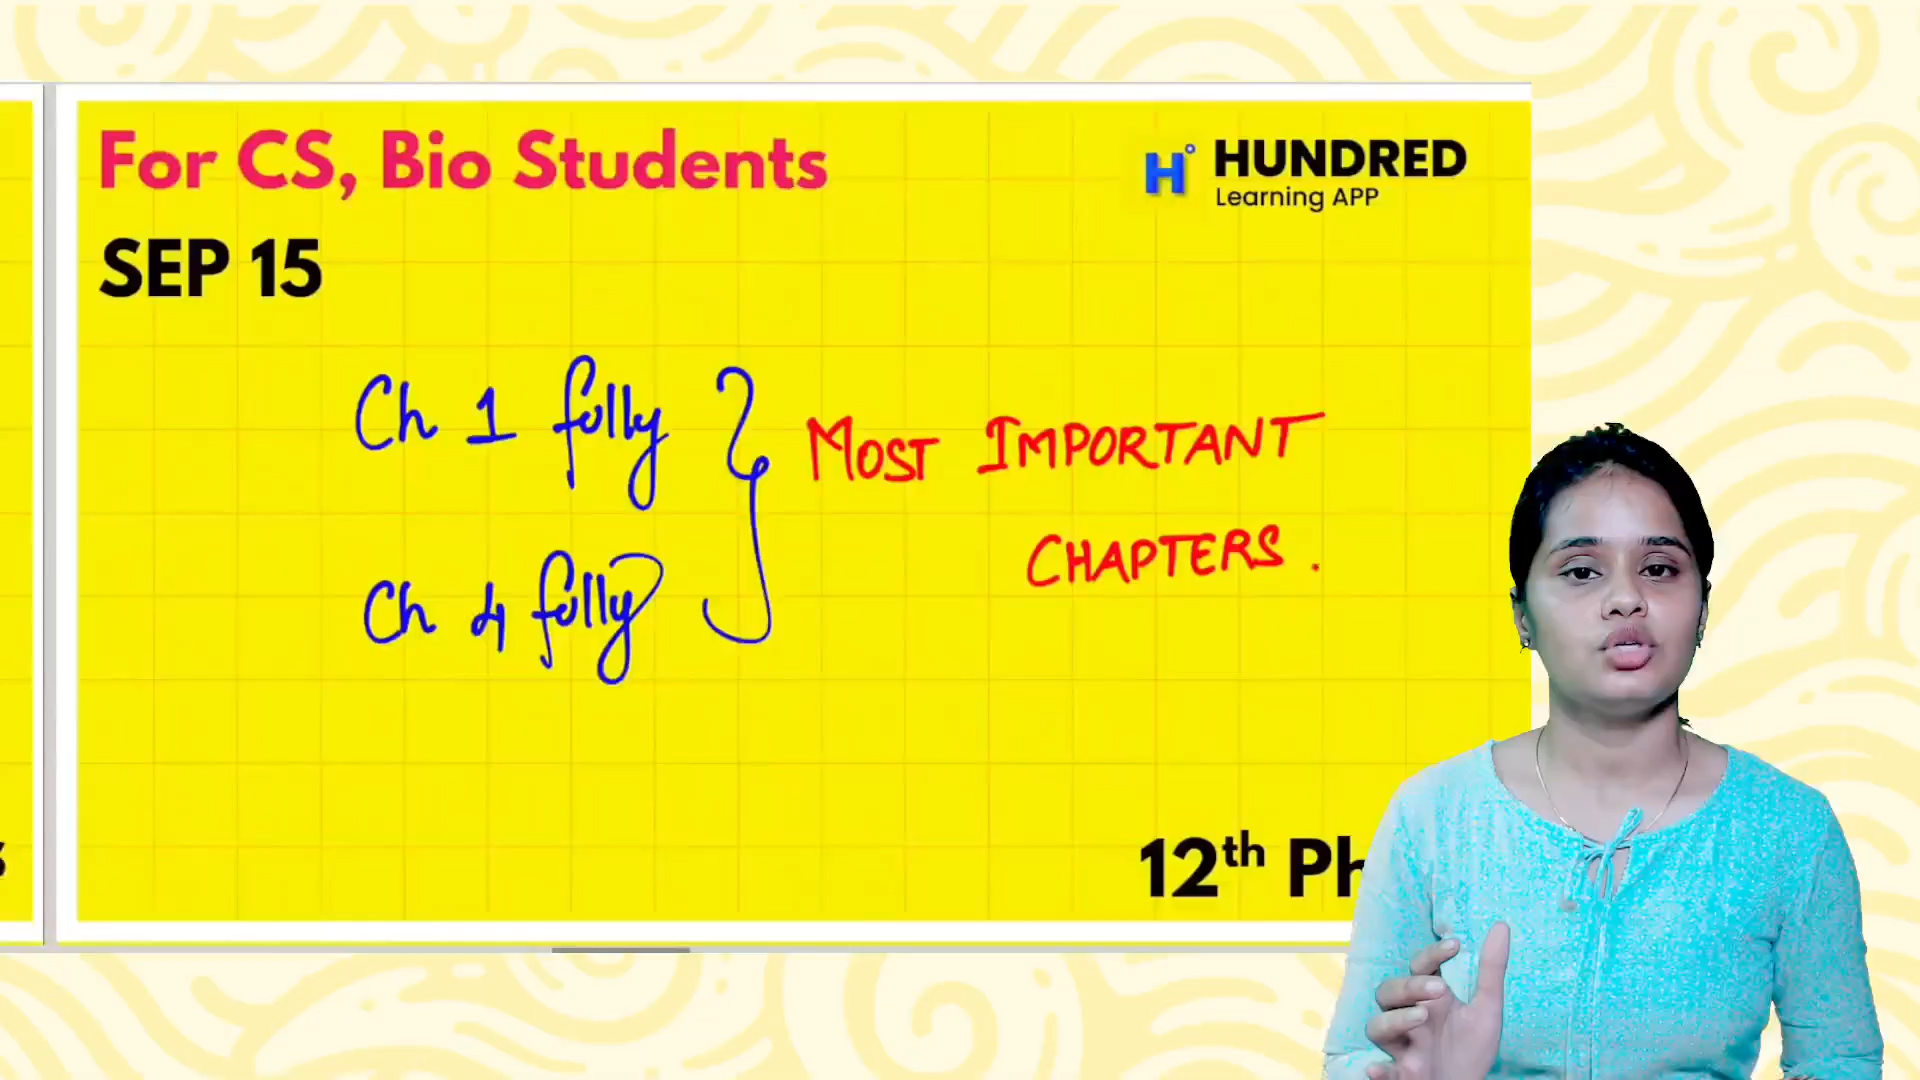 For CS, Bio Students
H HUNDRED
Learning APP
SEP 15
Ch 1 fully
MOST IMPORTANT
CHAPTERS.
Ch 4 fully
12th Ph